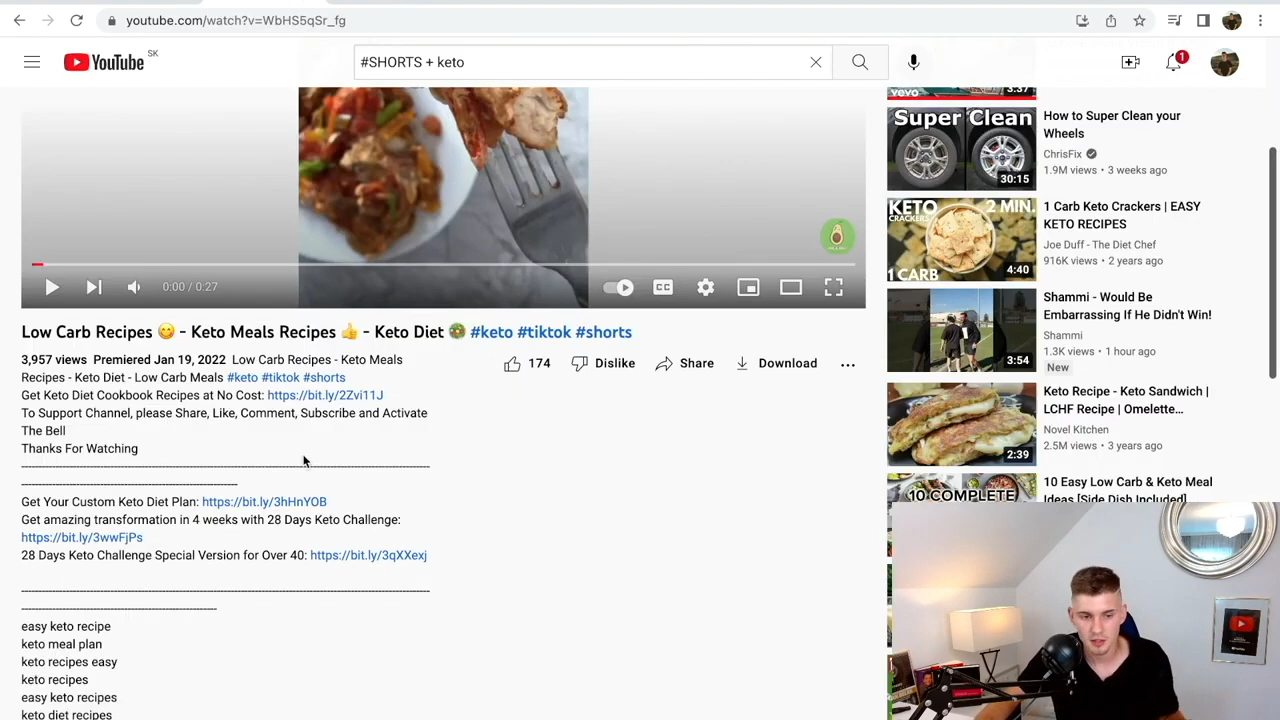 youtube.com/watch?v=WbHS5qSr_fg
YouTube SK
#SHORTS + keto
1
vevo
3:37
Super Clean
30:15
How to Super Clean your
Wheels
ChrisFix
1.9M views • 3 weeks ago
KETO
CRACKERS
2 MIN.
1 CARB
4:40
1 Carb Keto Crackers | EASY
KETO RECIPES
Joe Duff - The Diet Chef
916K views • 2 years ago
3:54
Shammi - Would Be
Embarrassing If He Didn't Win!
Shammi
1.3K views • 1 hour ago
New
2:39
Keto Recipe - Keto Sandwich |
LCHF Recipe | Omelette...
Novel Kitchen
2.5M views • 3 years ago
10 COMPLETE
10 Easy Low Carb & Keto Meal
Ideas [Side Dish Included]
0:00 / 0:27
CC
Low Carb Recipes 😋 - Keto Meals Recipes 👍 - Keto Diet 🥗 #keto #tiktok #shorts
3,957 views Premiered Jan 19, 2022 Low Carb Recipes - Keto Meals
Recipes - Keto Diet - Low Carb Meals #keto #tiktok #shorts
Get Keto Diet Cookbook Recipes at No Cost: https://bit.ly/2Zvi11J
To Support Channel, please Share, Like, Comment, Subscribe and Activate
The Bell
Thanks For Watching
174
Dislike
Share
Download
Get Your Custom Keto Diet Plan: https://bit.ly/3hHnYOB
Get amazing transformation in 4 weeks with 28 Days Keto Challenge:
https://bit.ly/3wwFjPs
28 Days Keto Challenge Special Version for Over 40: https://bit.ly/3qXXexj
easy keto recipe
keto meal plan
keto recipes easy
keto recipes
easy keto recipes
keto diet recipes